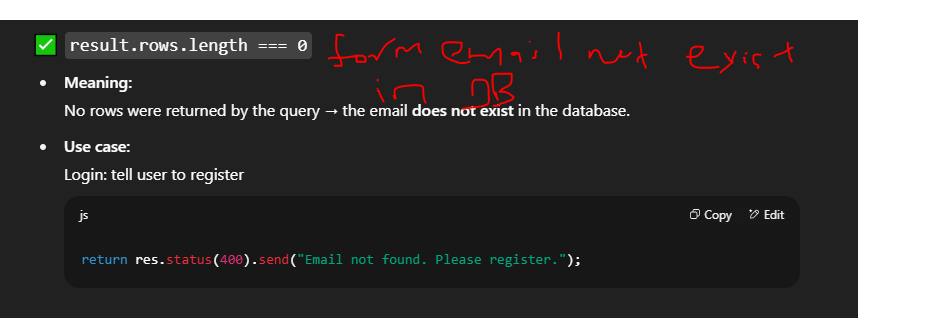 result.rows.length === 0
form email not exist
in DB
Meaning:
No rows were returned by the query → the email does not exist in the database.
Use case:
Login: tell user to register
js Copy Edit
return res.status(400).send("Email not found. Please register.");